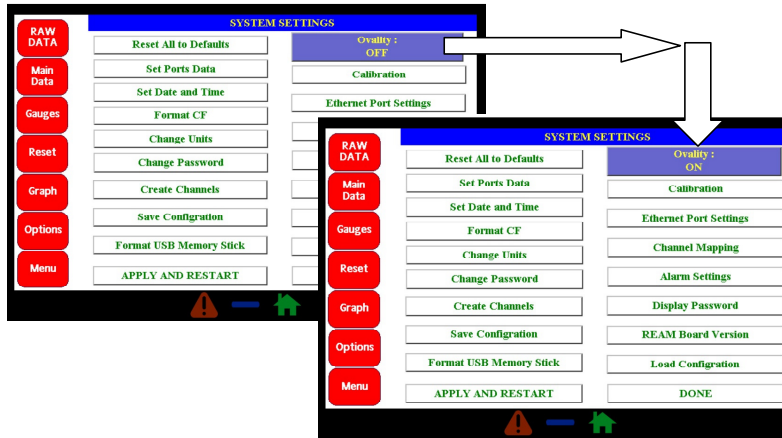 SYSTEM SETTINGS
RAW
DATA
Main
Data
Gauges
Reset
Graph
Options
Menu
Reset All to Defaults
Set Ports Data
Set Date and Time
Format CF
Change Units
Change Password
Create Channels
Save Configration
Format USB Memory Stick
APPLY AND RESTART
Ovality :
OFF
Calibration
Ethernet Port Settings
SYSTEM SETTINGS
RAW
DATA
Main
Data
Gauges
Reset
Graph
Options
Menu
Reset All to Defaults
Set Ports Data
Set Date and Time
Format CF
Change Units
Change Password
Create Channels
Save Configration
Format USB Memory Stick
APPLY AND RESTART
Ovality :
ON
Calibration
Ethernet Port Settings
Channel Mapping
Alarm Settings
Display Password
REAM Board Version
Load Configration
DONE